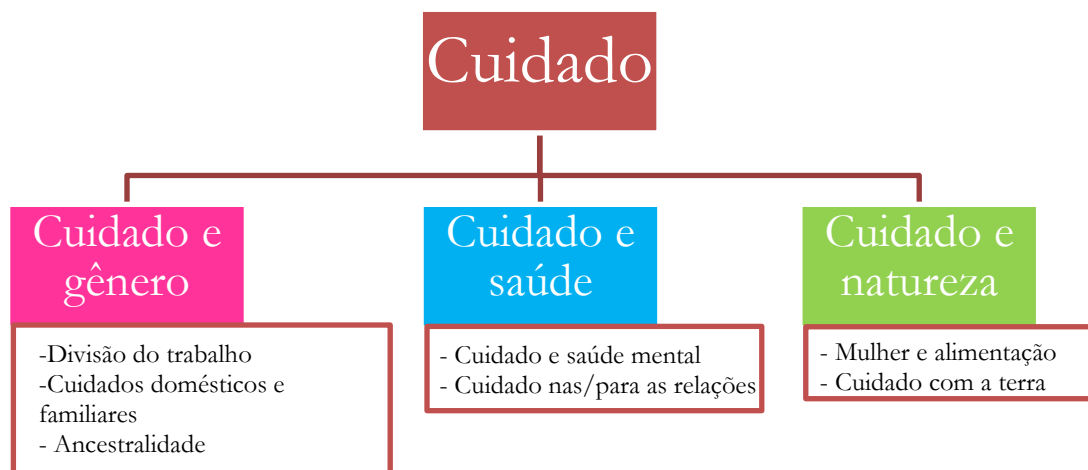 Cuidado
Cuidado e
gênero
-Divisão do trabalho
-Cuidados domésticos e
familiares
- Ancestralidade
Cuidado e
saúde
- Cuidado e saúde mental
- Cuidado nas/para as relações
Cuidado e
natureza
- Mulher e alimentação
- Cuidado com a terra